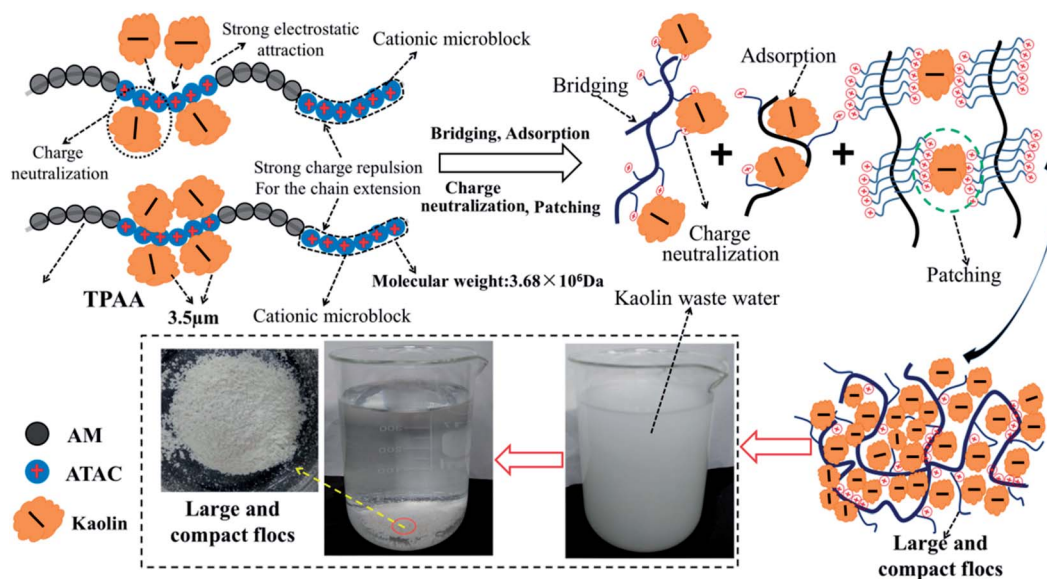 Strong electrostatic
attraction
Cationic microblock
Charge
neutralization
Strong charge repulsion
For the chain extension
Bridging, Adsorption
Charge
neutralization, Patching
Bridging
Adsorption
Charge
neutralization
Patching
TPAA
3.5μm
Cationic microblock
Molecular weight:3.68×10⁶Da
Kaolin waste water
AM
ATAC
Kaolin
Large and
compact flocs
Large and
compact flocs